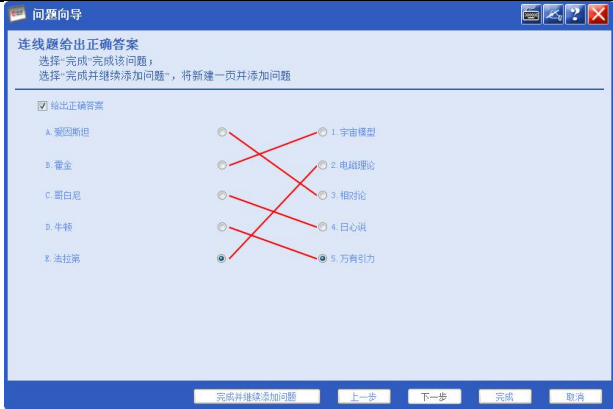 问题向导
连线题给出正确答案
选择“完成”完成该问题；
选择“完成并继续添加问题”，将新建一页并添加问题
给出正确答案
A. 爱因斯坦
1. 宇宙模型
B. 霍金
2. 电磁理论
C. 哥白尼
3. 相对论
D. 牛顿
4. 日心说
E. 法拉第
5. 万有引力
完成并继续添加问题
上一步
下一步
完成
取消